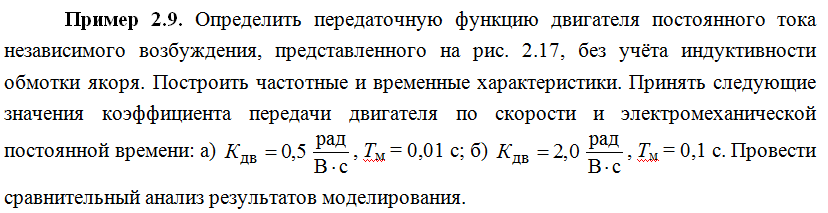 Пример 2.9. Определить передаточную функцию двигателя постоянного тока
независимого возбуждения, представленного на рис. 2.17, без учёта индуктивности
обмотки якоря. Построить частотные и временные характеристики. Принять следующие
значения коэффициента передачи двигателя по скорости и электромеханической
постоянной времени: а) Kдв = 0,5 рад/В·с, Tм = 0,01 с; б) Kдв = 2,0 рад/В·с, Tм = 0,1 с. Провести
сравнительный анализ результатов моделирования.